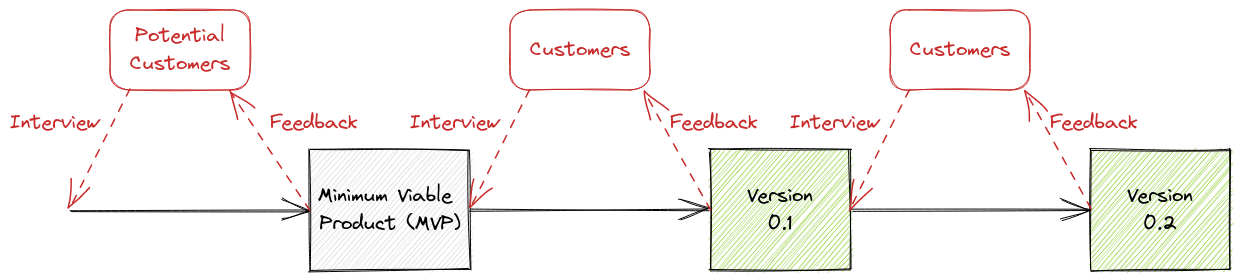 Potential
Customers
Interview
Feedback
Minimum Viable
Product (MVP)
Customers
Interview
Feedback
Version
0.1
Customers
Interview
Feedback
Version
0.2